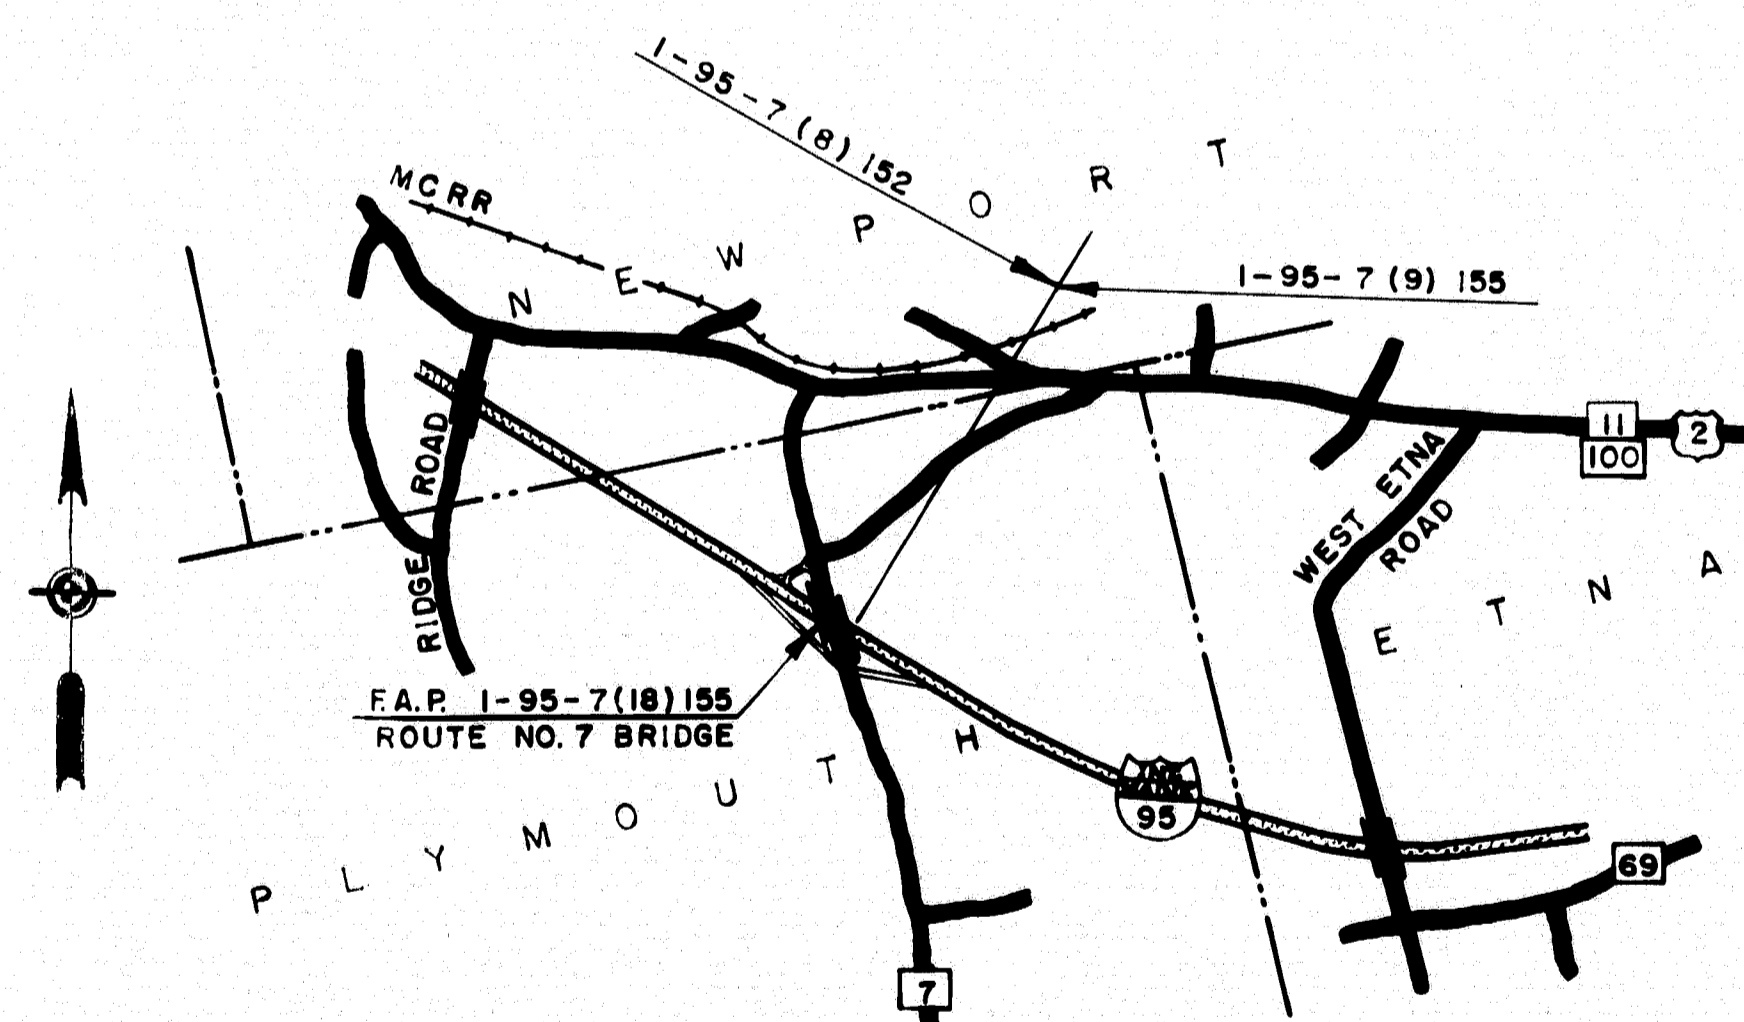 I-95-7 (8) 152
MCRR
NEWPORT
I-95-7 (9) 155
11
100
2
RIDGE ROAD
WEST ETNA
ROAD
ETNA
F.A.P. I-95-7(18)155
ROUTE NO. 7 BRIDGE
PLYMOUTH
95
69
7